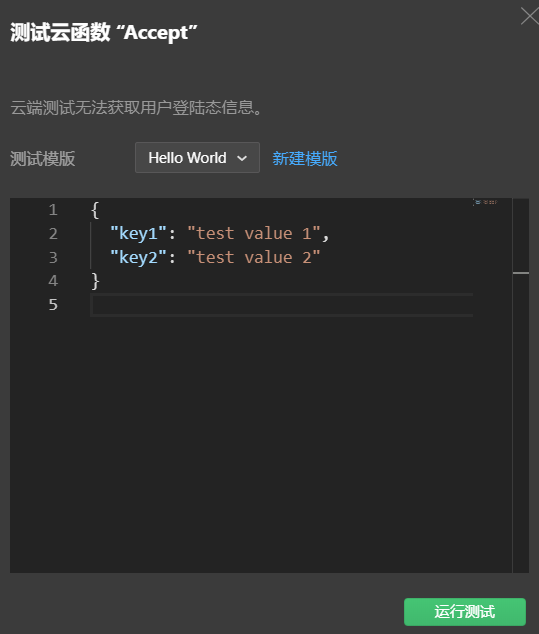 测试云函数 “Accept”
云端测试无法获取用户登陆态信息。
测试模版 Hello World 新建模版
1 {
2 "key1": "test value 1",
3 "key2": "test value 2"
4 }
5
运行测试